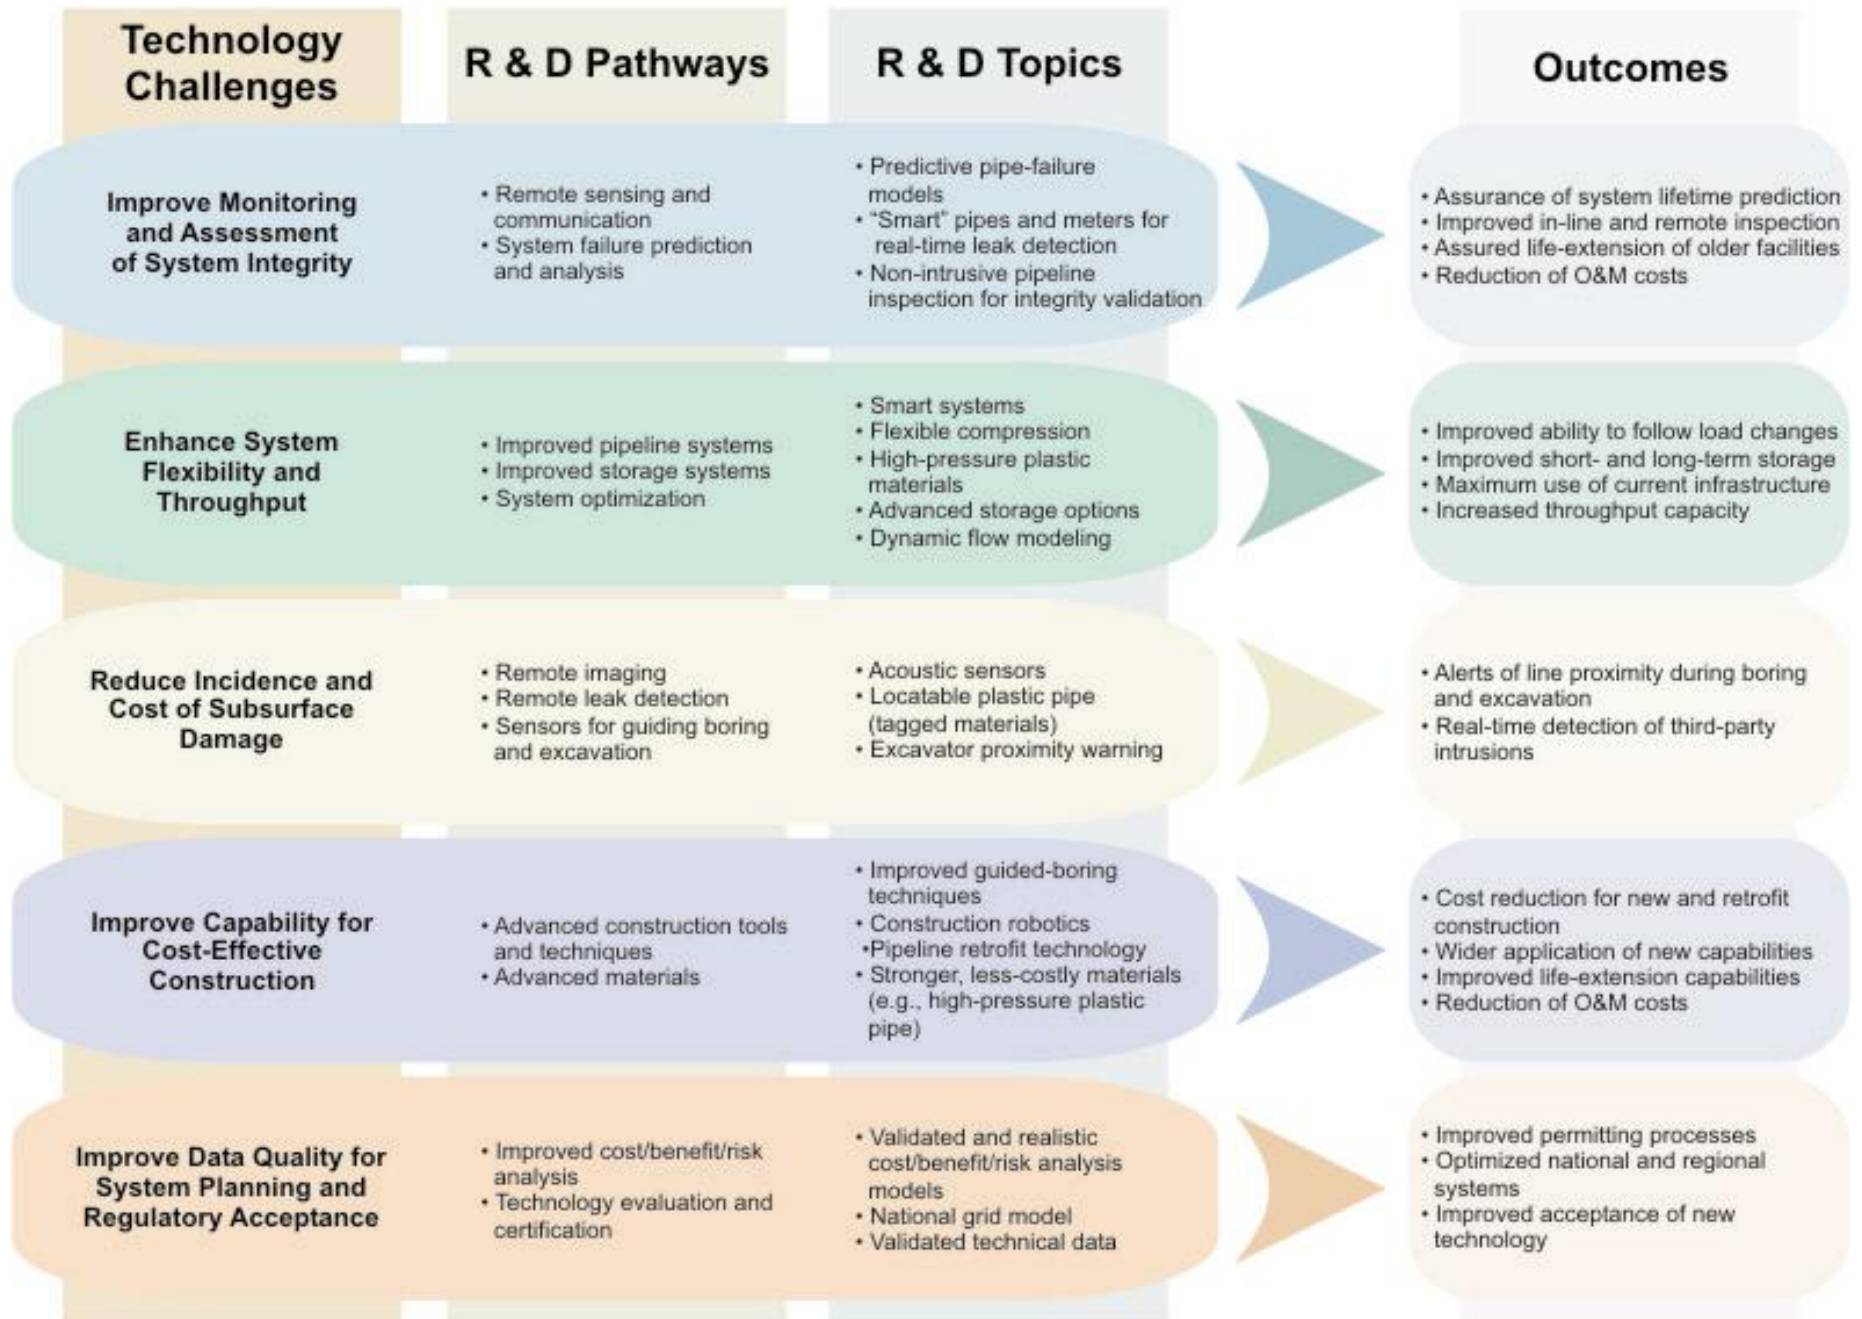 Technology
Challenges
R & D Pathways
R & D Topics
Outcomes
Improve Monitoring
and Assessment
of System Integrity
• Remote sensing and
communication
• System failure prediction
and analysis
• Predictive pipe-failure
models
• “Smart” pipes and meters for
real-time leak detection
• Non-intrusive pipeline
inspection for integrity validation
• Assurance of system lifetime prediction
• Improved in-line and remote inspection
• Assured life-extension of older facilities
• Reduction of O&M costs
Enhance System
Flexibility and
Throughput
• Improved pipeline systems
• Improved storage systems
• System optimization
• Smart systems
• Flexible compression
• High-pressure plastic
materials
• Advanced storage options
• Dynamic flow modeling
• Improved ability to follow load changes
• Improved short- and long-term storage
• Maximum use of current infrastructure
• Increased throughput capacity
Reduce Incidence and
Cost of Subsurface
Damage
• Remote imaging
• Remote leak detection
• Sensors for guiding boring
and excavation
• Acoustic sensors
• Locatable plastic pipe
(tagged materials)
• Excavator proximity warning
• Alerts of line proximity during boring
and excavation
• Real-time detection of third-party
intrusions
Improve Capability for
Cost-Effective
Construction
• Advanced construction tools
and techniques
• Advanced materials
• Improved guided-boring
techniques
• Construction robotics
•Pipeline retrofit technology
• Stronger, less-costly materials
(e.g., high-pressure plastic
pipe)
• Cost reduction for new and retrofit
construction
• Wider application of new capabilities
• Improved life-extension capabilities
• Reduction of O&M costs
Improve Data Quality for
System Planning and
Regulatory Acceptance
• Improved cost/benefit/risk
analysis
• Technology evaluation and
certification
• Validated and realistic
cost/benefit/risk analysis
models
• National grid model
• Validated technical data
• Improved permitting processes
• Optimized national and regional
systems
• Improved acceptance of new
technology